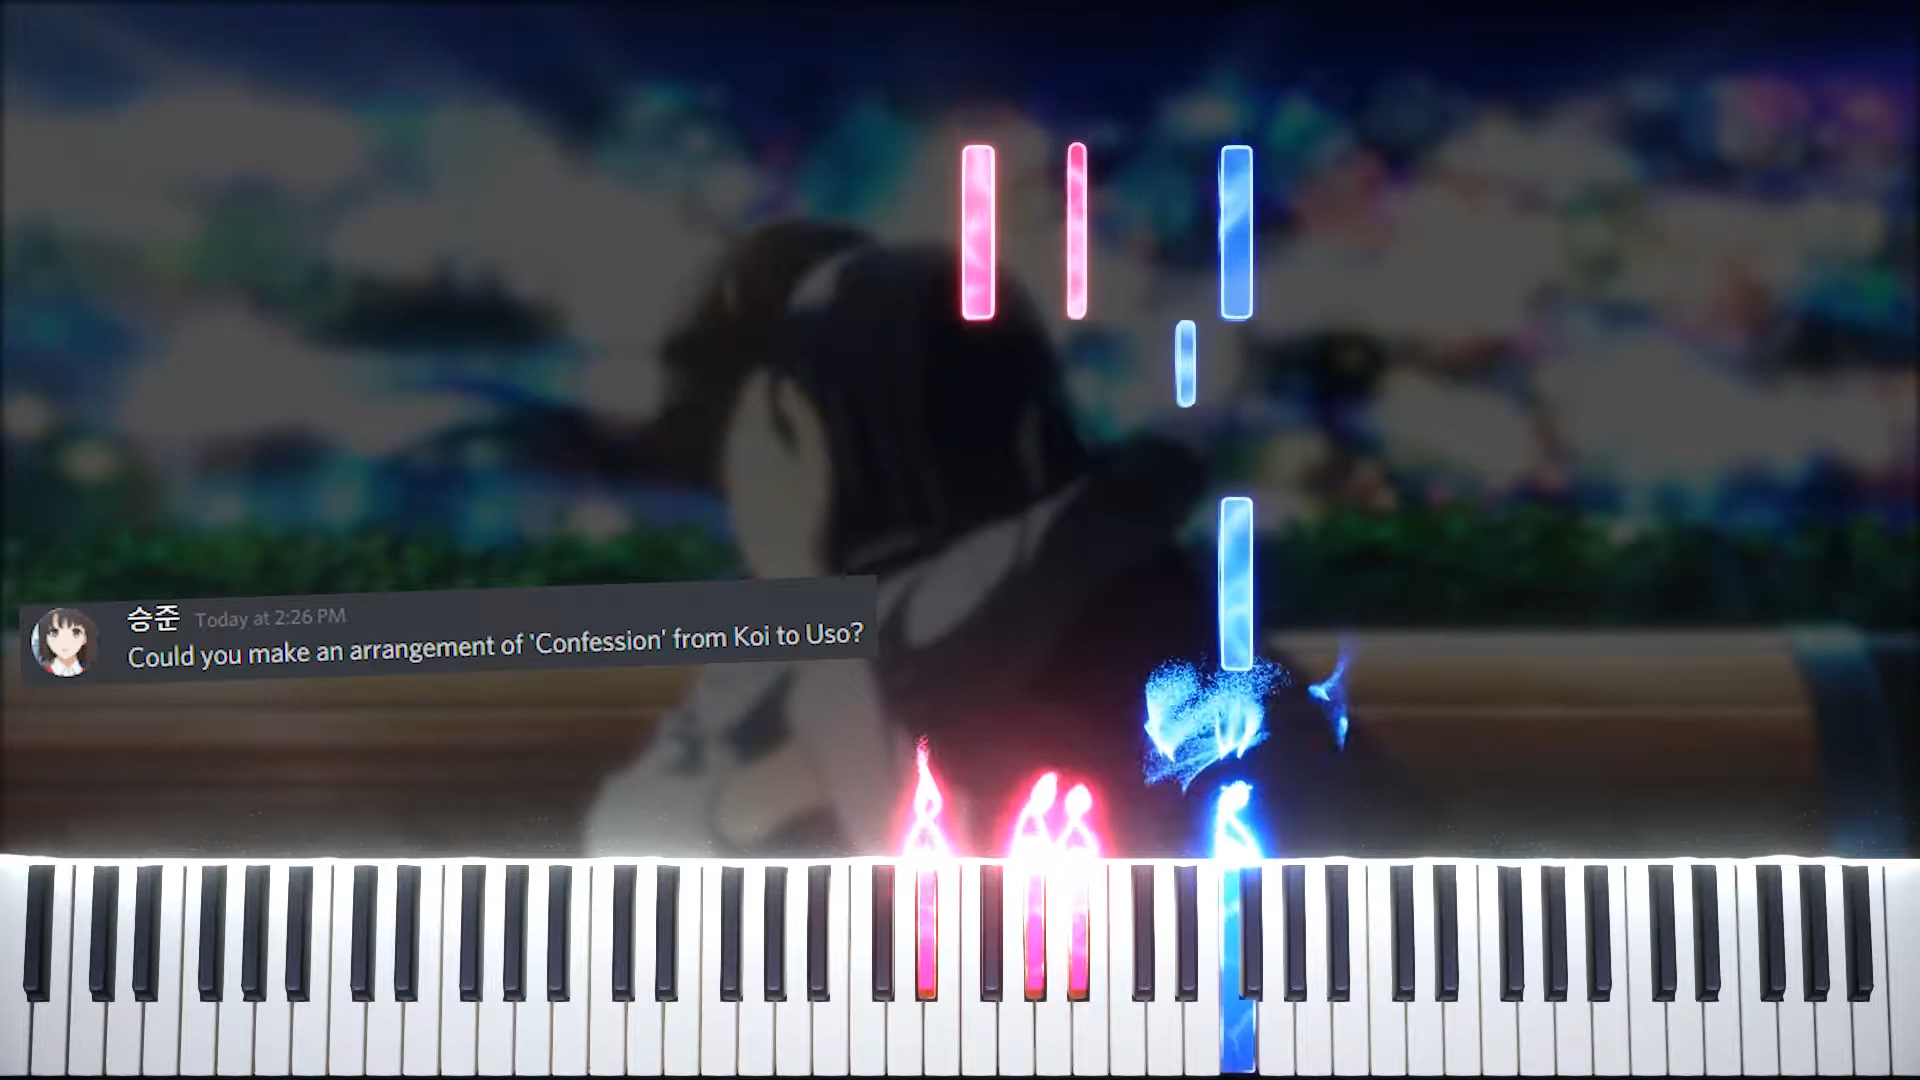 승준 Today at 2:26 PM
Could you make an arrangement of 'Confession' from Koi to Uso?